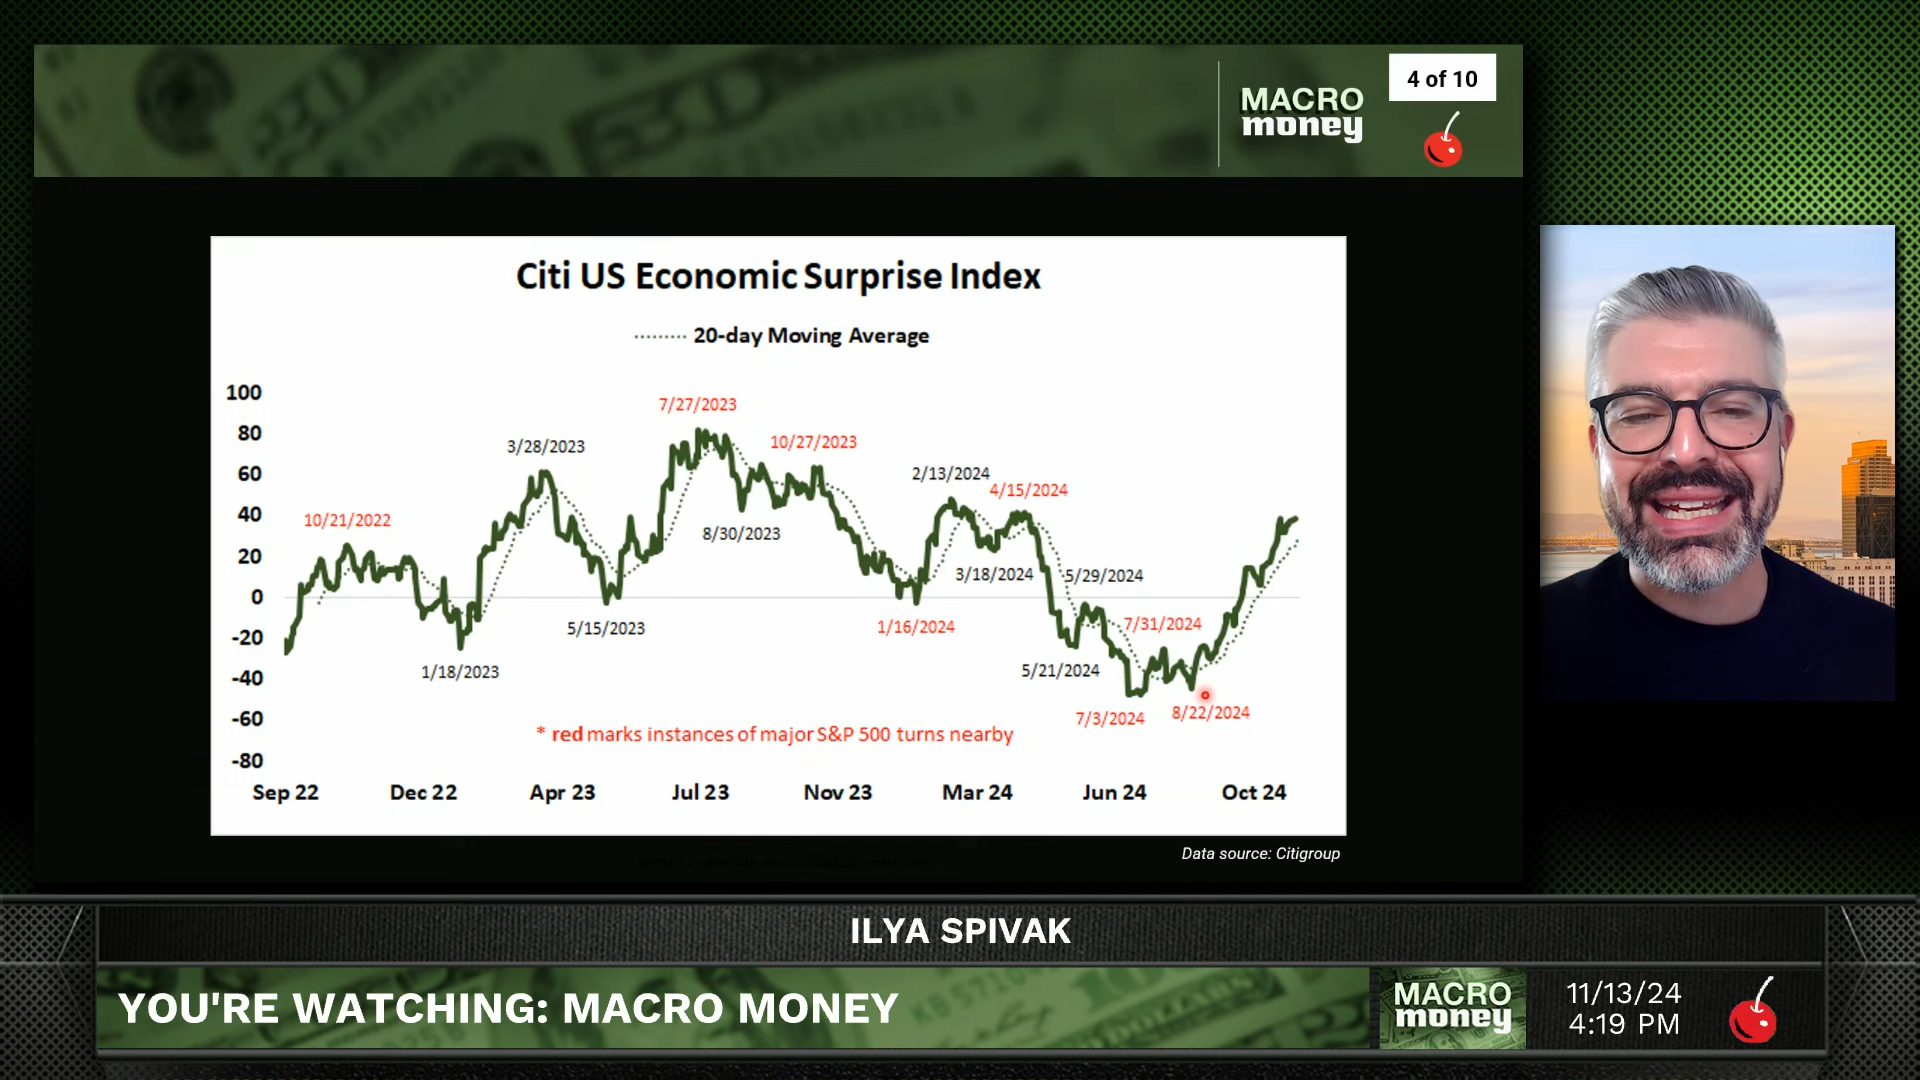 MACRO
money
4 of 10
Citi US Economic Surprise Index
20-day Moving Average
100
80
60
40
20
0
-20
-40
-60
-80
10/21/2022
1/18/2023
3/28/2023
5/15/2023
7/27/2023
8/30/2023
10/27/2023
1/16/2024
2/13/2024
3/18/2024
4/15/2024
5/21/2024
5/29/2024
7/3/2024
7/31/2024
8/22/2024
* red marks instances of major S&P 500 turns nearby
Sep 22 Dec 22 Apr 23 Jul 23 Nov 23 Mar 24 Jun 24 Oct 24
Data source: Citigroup
ILYA SPIVAK
YOU'RE WATCHING: MACRO MONEY
MACRO
money
11/13/24
4:19 PM